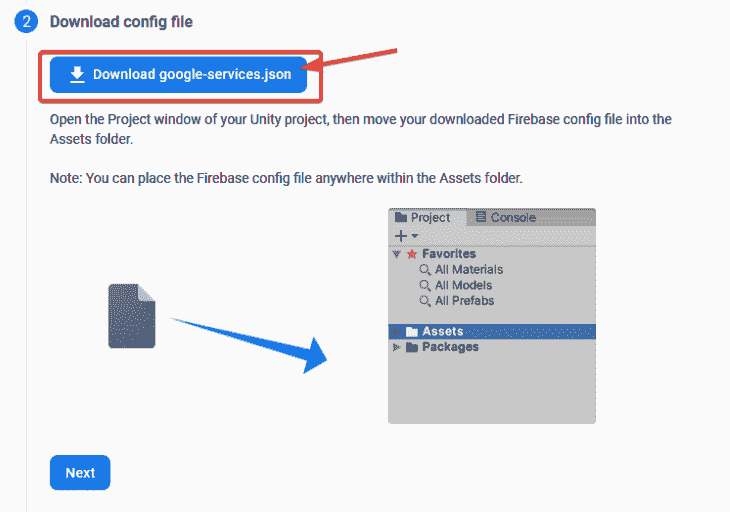 2 Download config file
Download google-services.json
Open the Project window of your Unity project, then move your downloaded Firebase config file into the
Assets folder.
Note: You can place the Firebase config file anywhere within the Assets folder.
Project Console
Favorites
All Materials
All Models
All Prefabs
Assets
Packages
Next